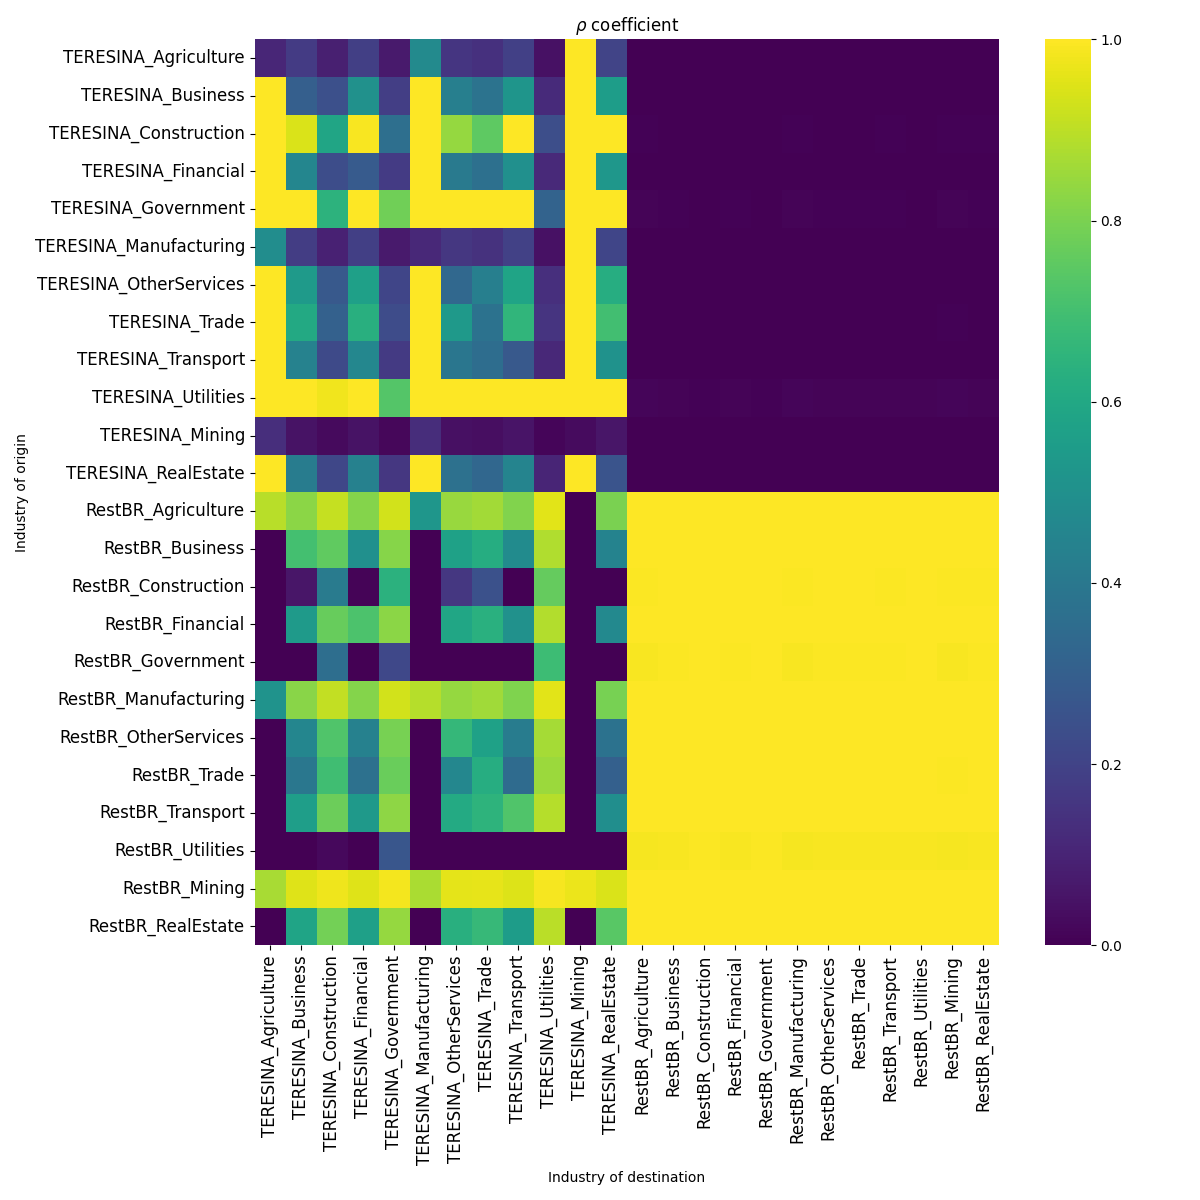 ρ coefficient
TERESINA_Agriculture
TERESINA_Business
TERESINA_Construction
TERESINA_Financial
TERESINA_Government
TERESINA_Manufacturing
TERESINA_OtherServices
TERESINA_Trade
TERESINA_Transport
TERESINA_Utilities
TERESINA_Mining
TERESINA_RealEstate
RestBR_Agriculture
RestBR_Business
RestBR_Construction
RestBR_Financial
RestBR_Government
RestBR_Manufacturing
RestBR_OtherServices
RestBR_Trade
RestBR_Transport
RestBR_Utilities
RestBR_Mining
RestBR_RealEstate
Industry of origin
TERESINA_Agriculture
TERESINA_Business
TERESINA_Construction
TERESINA_Financial
TERESINA_Government
TERESINA_Manufacturing
TERESINA_OtherServices
TERESINA_Trade
TERESINA_Transport
TERESINA_Utilities
TERESINA_Mining
TERESINA_RealEstate
RestBR_Agriculture
RestBR_Business
RestBR_Construction
RestBR_Financial
RestBR_Government
RestBR_Manufacturing
RestBR_OtherServices
RestBR_Trade
RestBR_Transport
RestBR_Utilities
RestBR_Mining
RestBR_RealEstate
Industry of destination
1.0
0.8
0.6
0.4
0.2
0.0